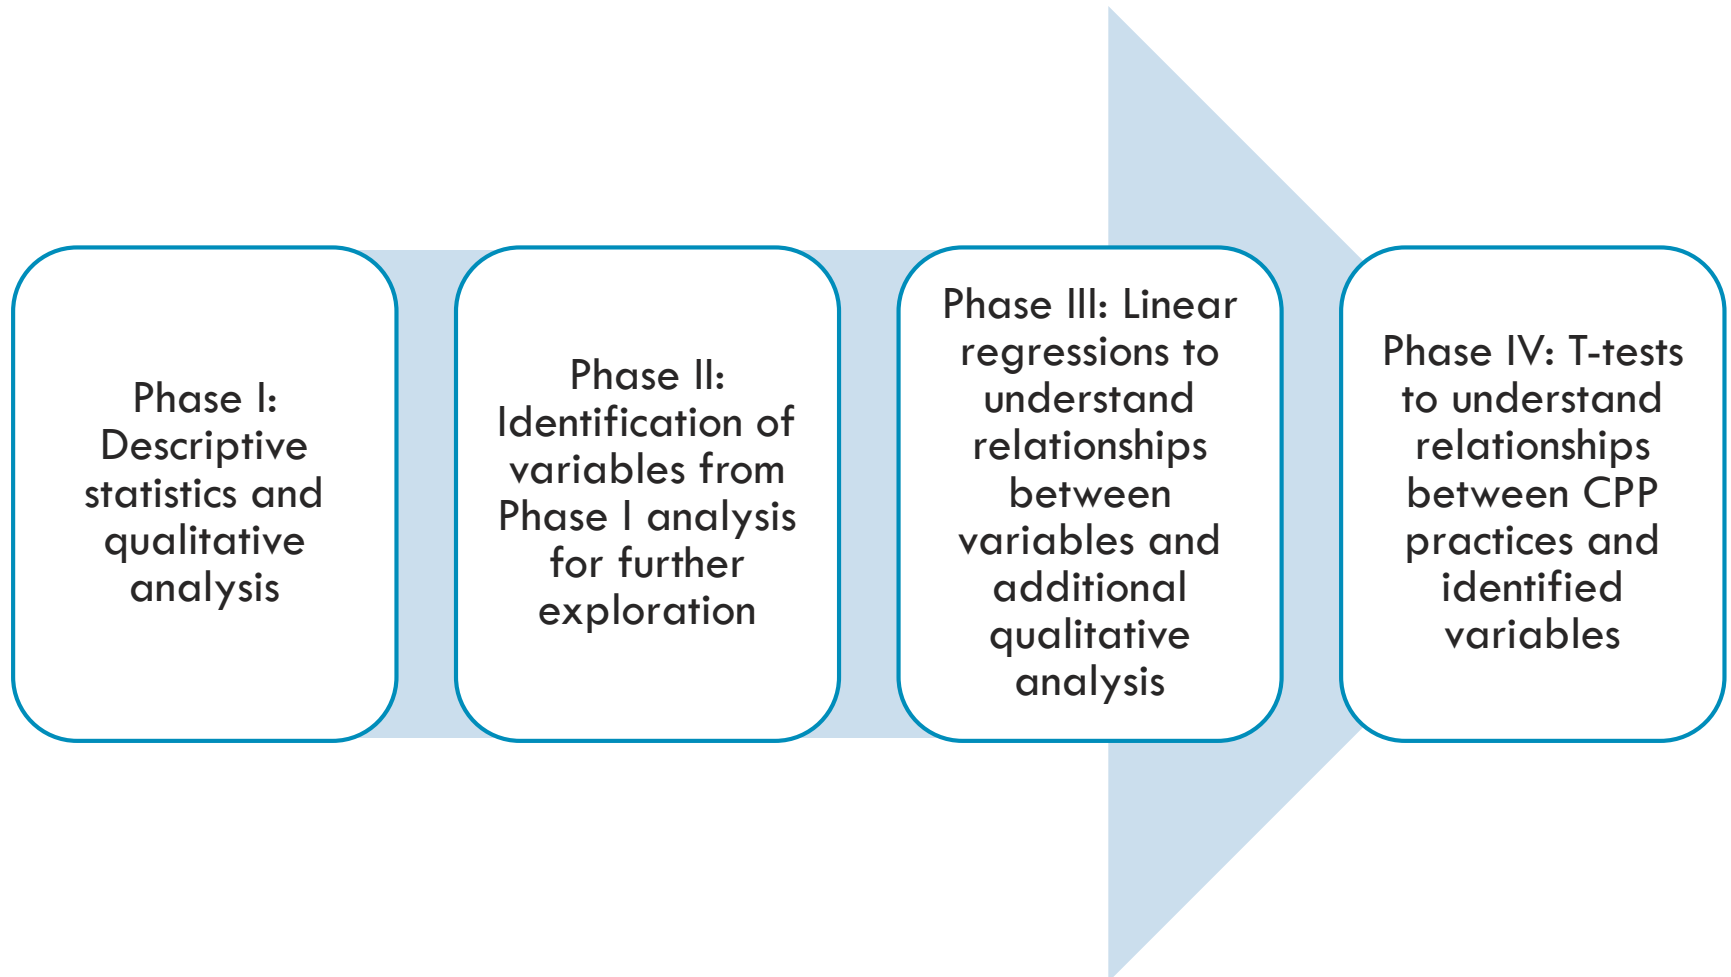 Phase I:
Descriptive
statistics and
qualitative
analysis
Phase II:
Identification of
variables from
Phase I analysis
for further
exploration
Phase III: Linear
regressions to
understand
relationships
between
variables and
additional
qualitative
analysis
Phase IV: T-tests
to understand
relationships
between CPP
practices and
identified
variables